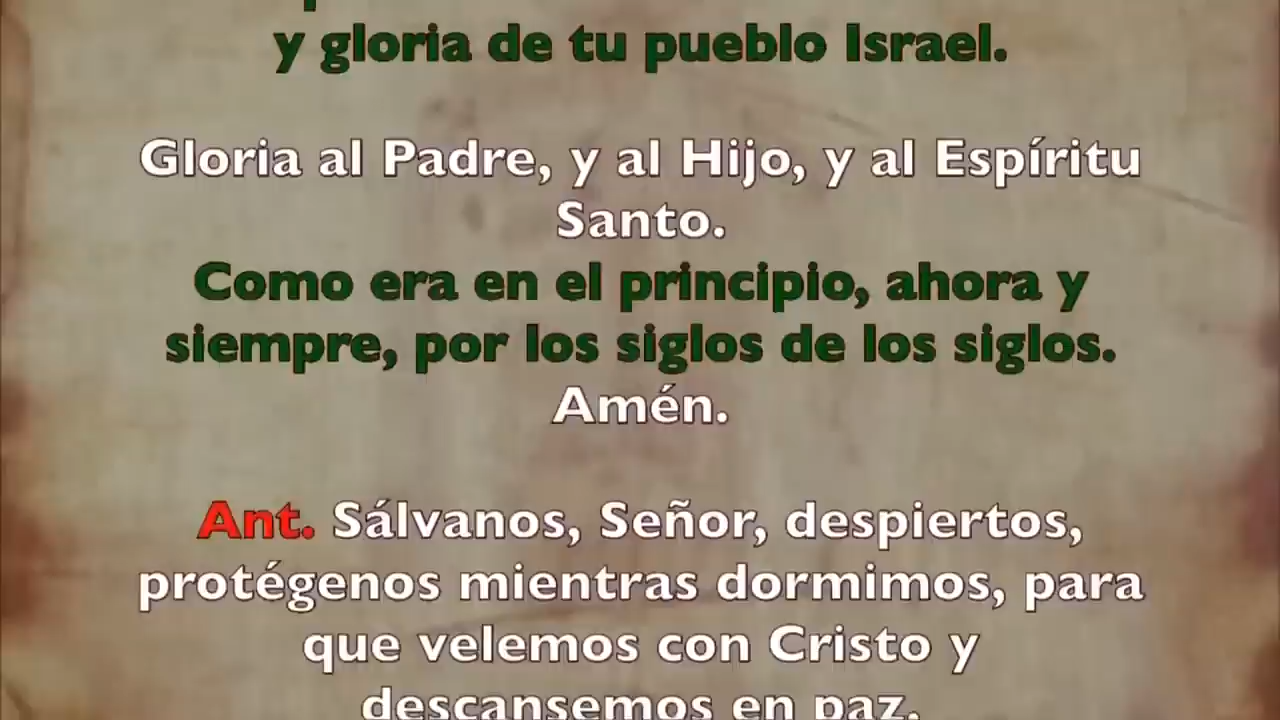 y gloria de tu pueblo Israel.
Gloria al Padre, y al Hijo, y al Espíritu
Santo.
Como era en el principio, ahora y
siempre, por los siglos de los siglos.
Amén.
Ant. Sálvanos, Señor, despiertos,
protégenos mientras dormimos, para
que velemos con Cristo y
descansemos en paz.